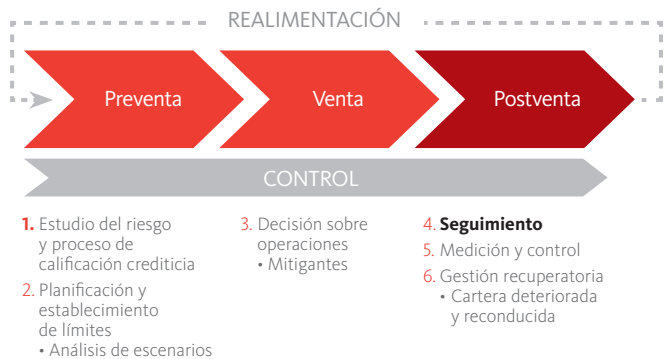 REALIMENTACIÓN
Preventa
Venta
Postventa
CONTROL
1. Estudio del riesgo
y proceso de
calificación crediticia
2. Planificación y
establecimiento
de límites
• Análisis de escenarios
3. Decisión sobre
operaciones
• Mitigantes
4. Seguimiento
5. Medición y control
6. Gestión recuperatoria
• Cartera deteriorada
y reconducida